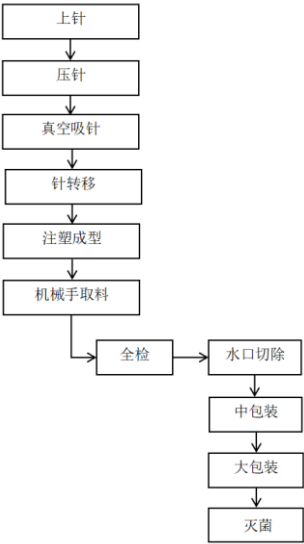 上针
压针
真空吸针
针转移
注塑成型
机械手取料
全检
水口切除
中包装
大包装
灭菌